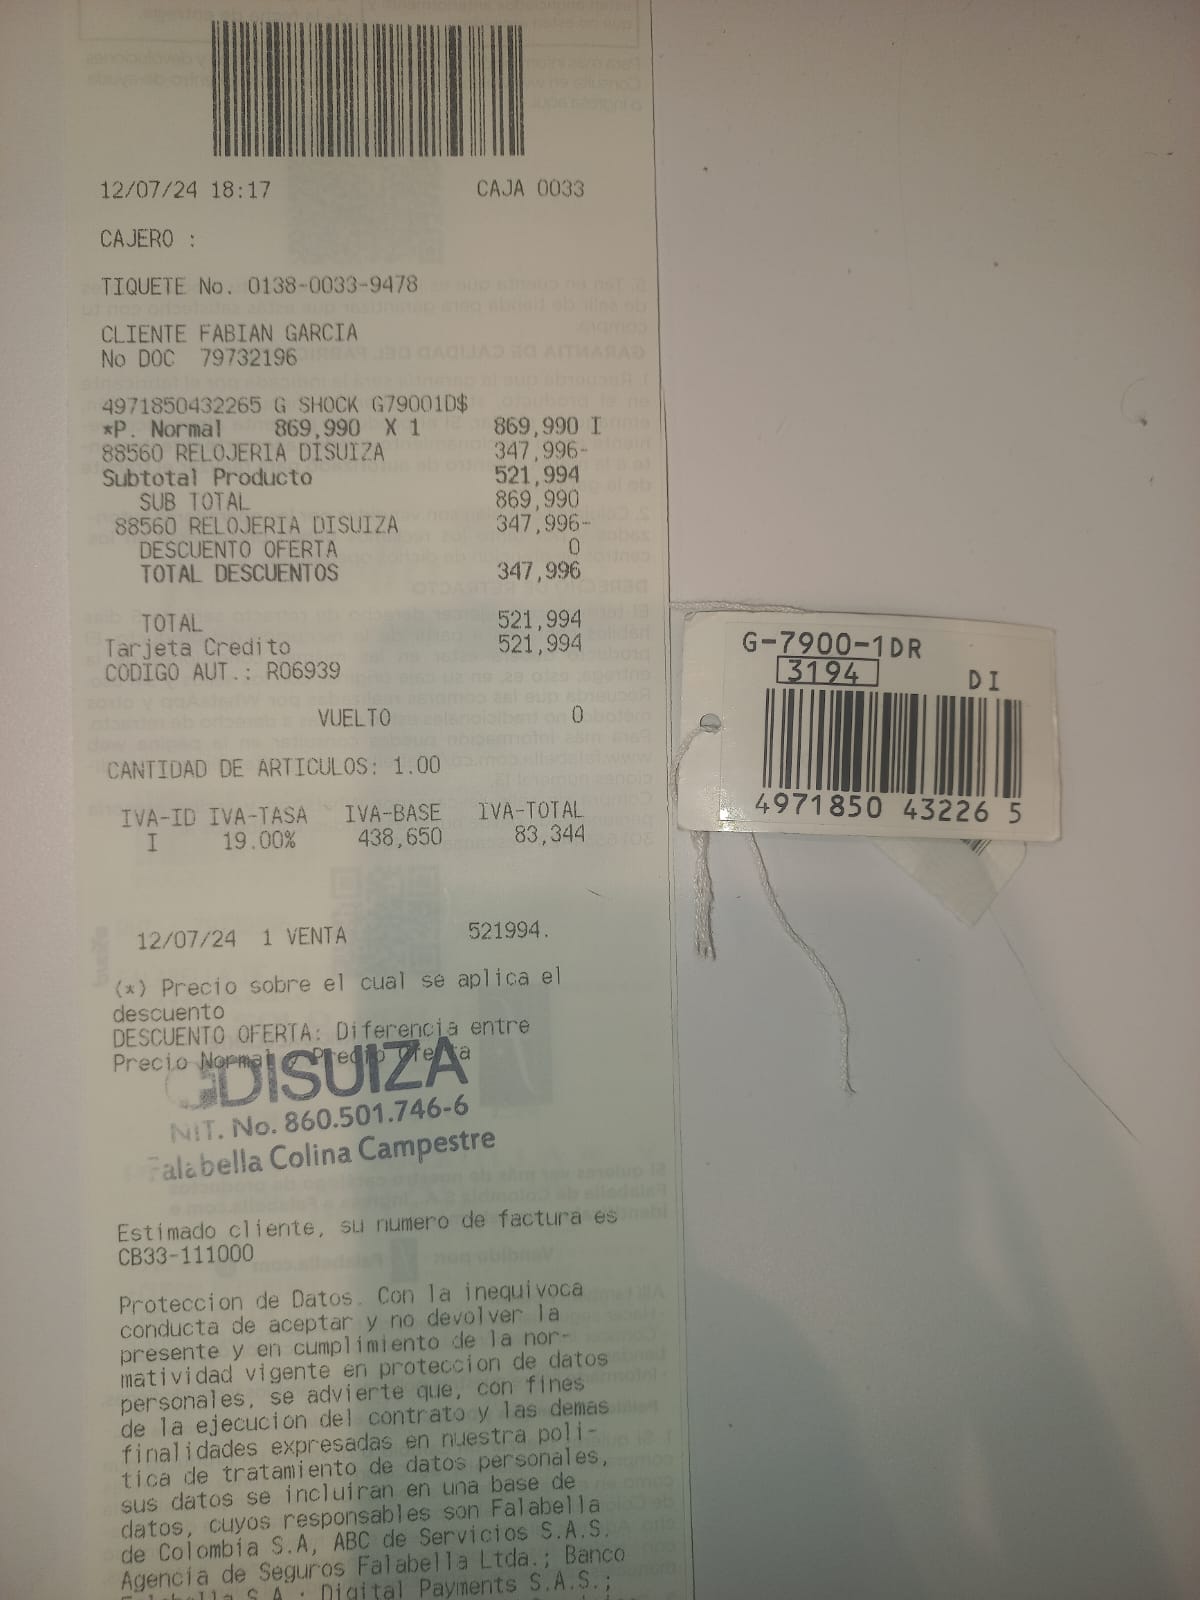 12/07/24 18:17 CAJA 0033
CAJERO :
TIQUETE No. 0138-0033-9478
CLIENTE FABIAN GARCIA
No DOC 79732196
4971850432265 G SHOCK G79001D$
*P. Normal 869,990 X 1 869,990 I
88560 RELOJERIA DISUIZA 347,996-
Subtotal Producto 521,994
SUB TOTAL 869,990
88560 RELOJERIA DISUIZA 347,996-
DESCUENTO OFERTA 0
TOTAL DESCUENTOS 347,996
TOTAL 521,994
Tarjeta Credito 521,994
CODIGO AUT.: R06939
VUELTO 0
CANTIDAD DE ARTICULOS: 1.00
IVA-ID IVA-TASA IVA-BASE IVA-TOTAL
I 19.00% 438,650 83,344
12/07/24 1 VENTA 521994.
(*) Precio sobre el cual se aplica el
descuento
DESCUENTO OFERTA: Diferencia entre
Precio Normal y Precio Oferta
DISUIZA
NIT. No. 860.501.746-6
Falabella Colina Campestre
Estimado cliente, su numero de factura es
CB33-111000
Proteccion de Datos. Con la inequivoca
conducta de aceptar y no devolver la
presente y en cumplimiento de la nor-
matividad vigente en proteccion de datos
personales, se advierte que, con fines
de la ejecucion del contrato y las demas
finalidades expresadas en nuestra poli-
tica de tratamiento de datos personales,
sus datos se incluiran en una base de
datos, cuyos responsables son Falabella
de Colombia S.A, ABC de Servicios S.A.S.
Agencia de Seguros Falabella Ltda.; Banco
Falabella S.A.; Digital Payments S.A.S.;
G-7900-1DR
3194 DI
4971850 43226 5